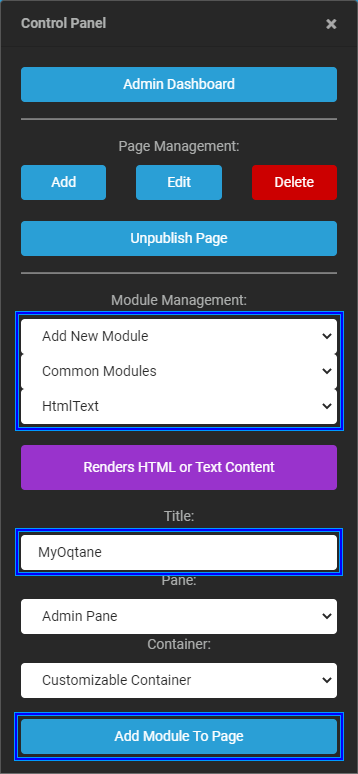 Control Panel ×
Admin Dashboard
Page Management:
Add Edit Delete
Unpublish Page
Module Management:
Add New Module
Common Modules
HtmlText
Renders HTML or Text Content
Title:
MyOqtane
Pane:
Admin Pane
Container:
Customizable Container
Add Module To Page